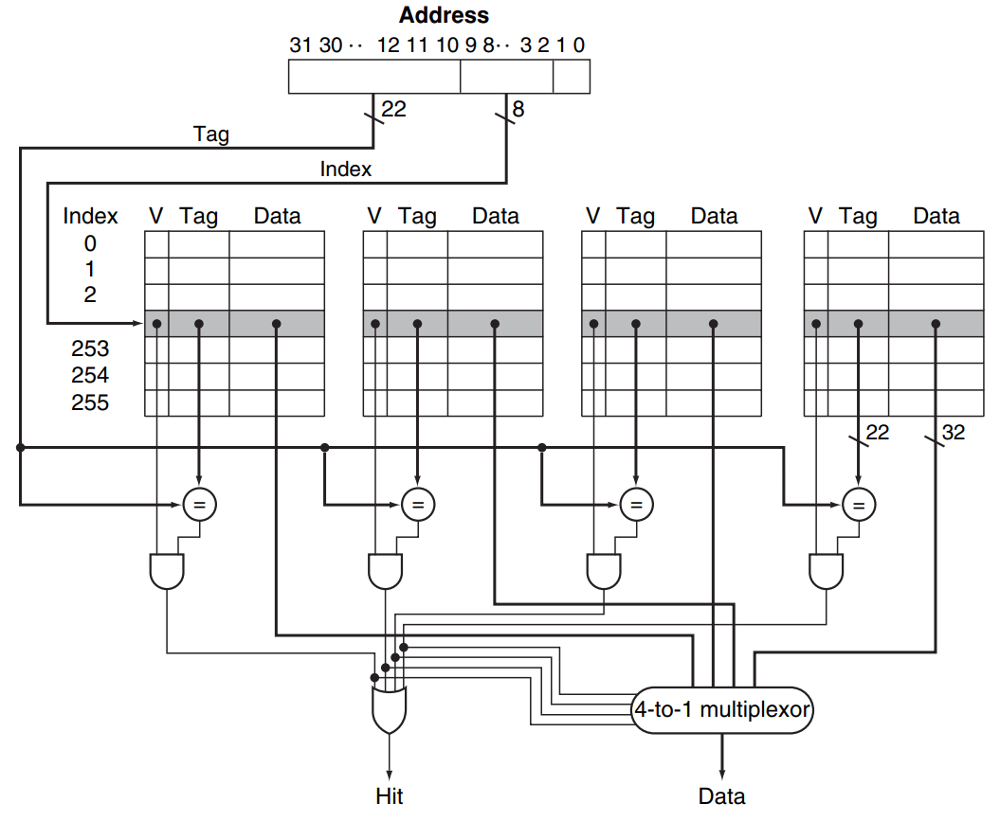 Address
31 30 ·· 12 11 10 9 8 ·· 3 2 1 0
22
8
Tag
Index
Index V Tag Data V Tag Data V Tag Data V Tag Data
0
1
2
253
254
255
22
32
= = = =
4-to-1 multiplexor
Hit
Data